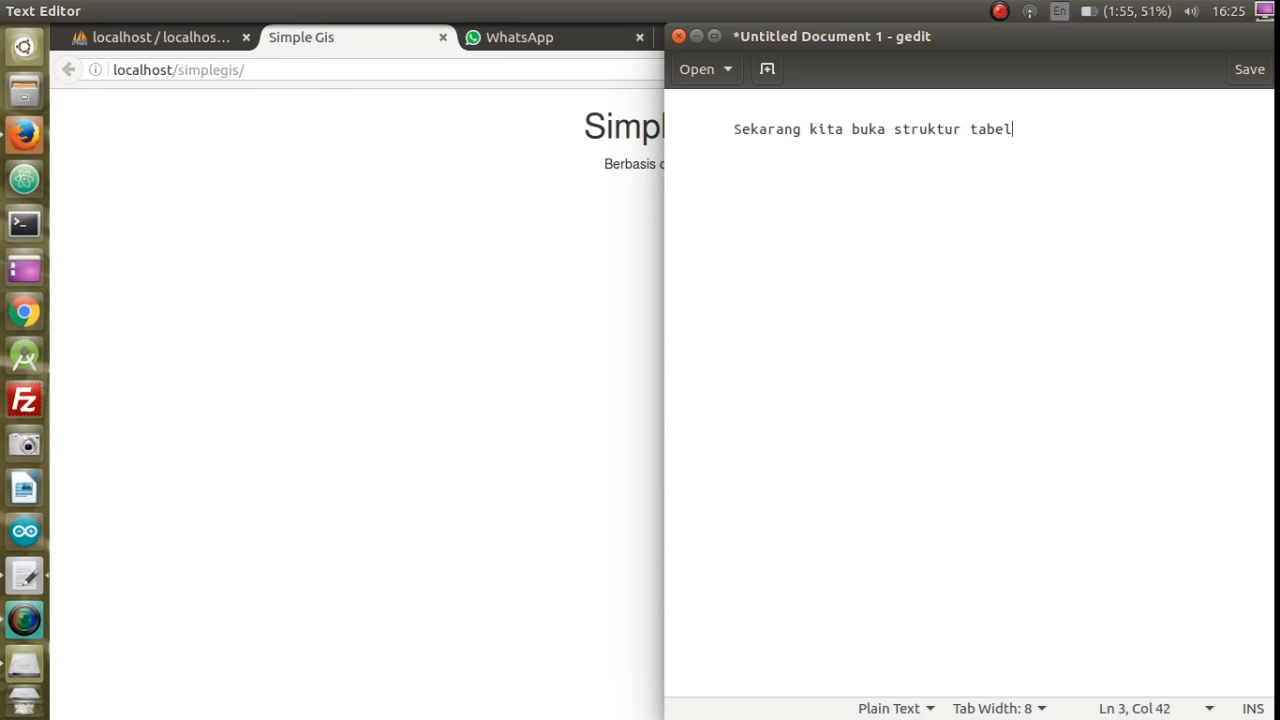 Text Editor
En
(1:55, 51%)
16:25
localhost / localhos...
Simple Gis
WhatsApp
*Untitled Document 1 - gedit
localhost/simplegis/
Open
Save
Simpl
Berbasis
Sekarang kita buka struktur tabel
Plain Text
Tab Width: 8
Ln 3, Col 42
INS